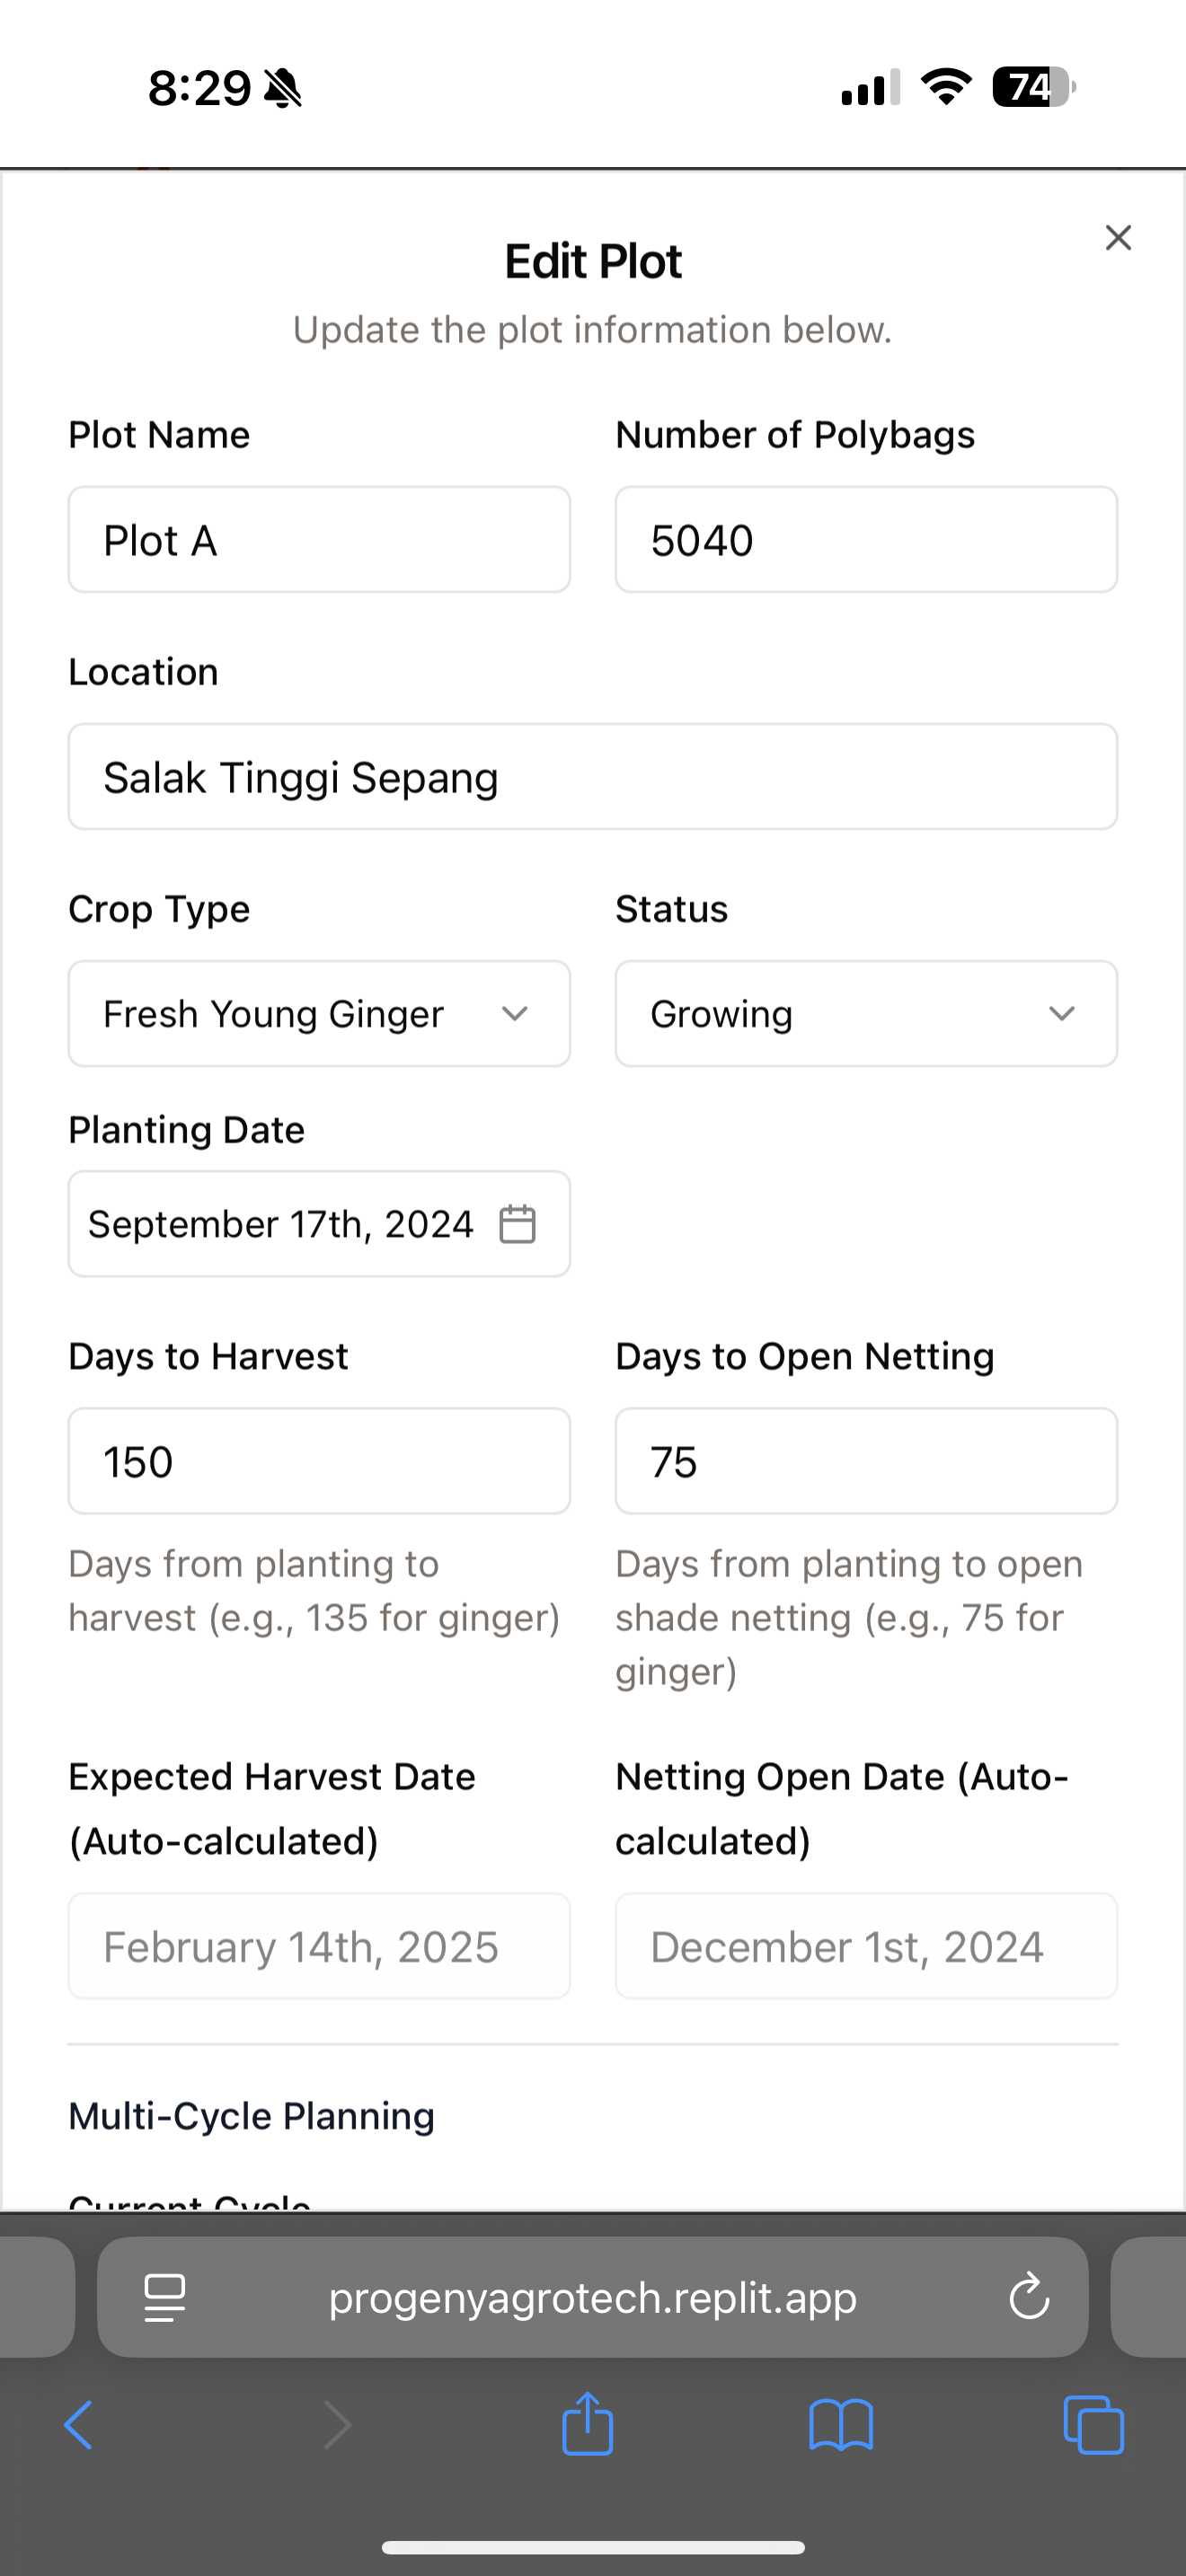 8:29
74
Edit Plot
Update the plot information below.
Plot Name
Number of Polybags
Plot A
5040
Location
Salak Tinggi Sepang
Crop Type
Status
Fresh Young Ginger
Growing
Planting Date
September 17th, 2024
Days to Harvest
Days to Open Netting
150
75
Days from planting to
harvest (e.g., 135 for ginger)
Days from planting to open
shade netting (e.g., 75 for
ginger)
Expected Harvest Date
(Auto-calculated)
Netting Open Date (Auto-
calculated)
February 14th, 2025
December 1st, 2024
Multi-Cycle Planning
Current Cycle
progenyagrotech.replit.app